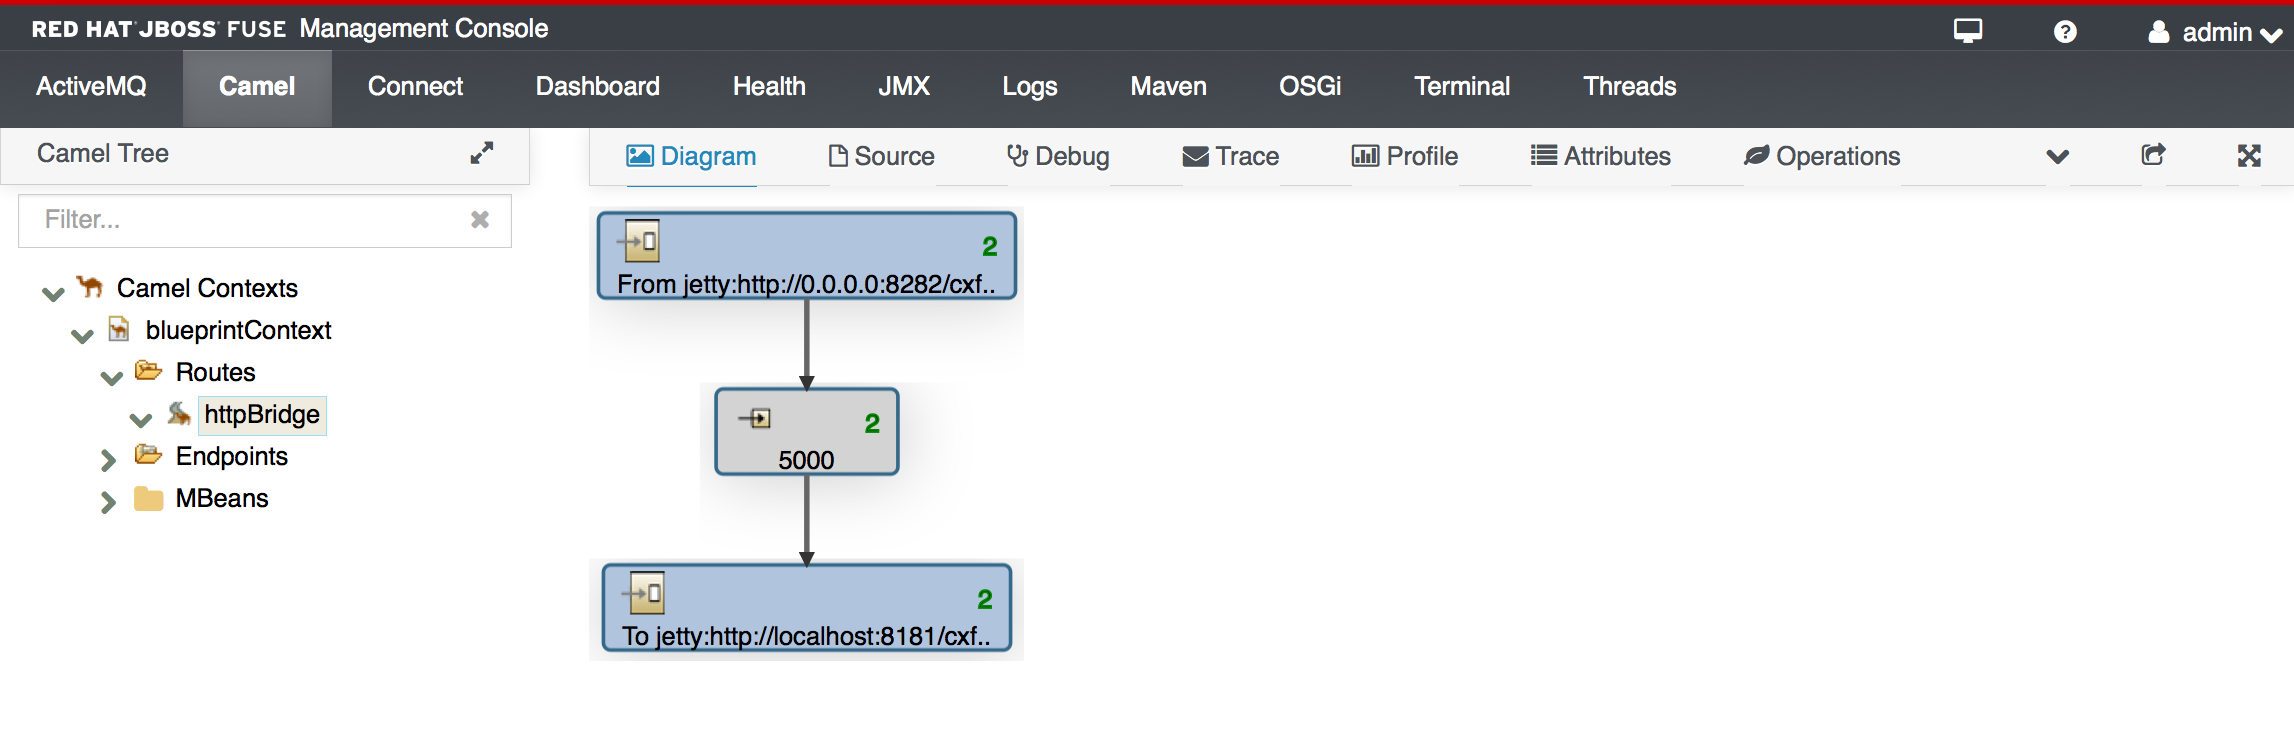 RED HAT JBOSS FUSE Management Console
admin
ActiveMQ Camel Connect Dashboard Health JMX Logs Maven OSGi Terminal Threads
Camel Tree
Filter...
Camel Contexts
blueprintContext
Routes
httpBridge
Endpoints
MBeans
Diagram Source Debug Trace Profile Attributes Operations
2
From jetty:http://0.0.0.0:8282/cxf..
2
5000
2
To jetty:http://localhost:8181/cxf..